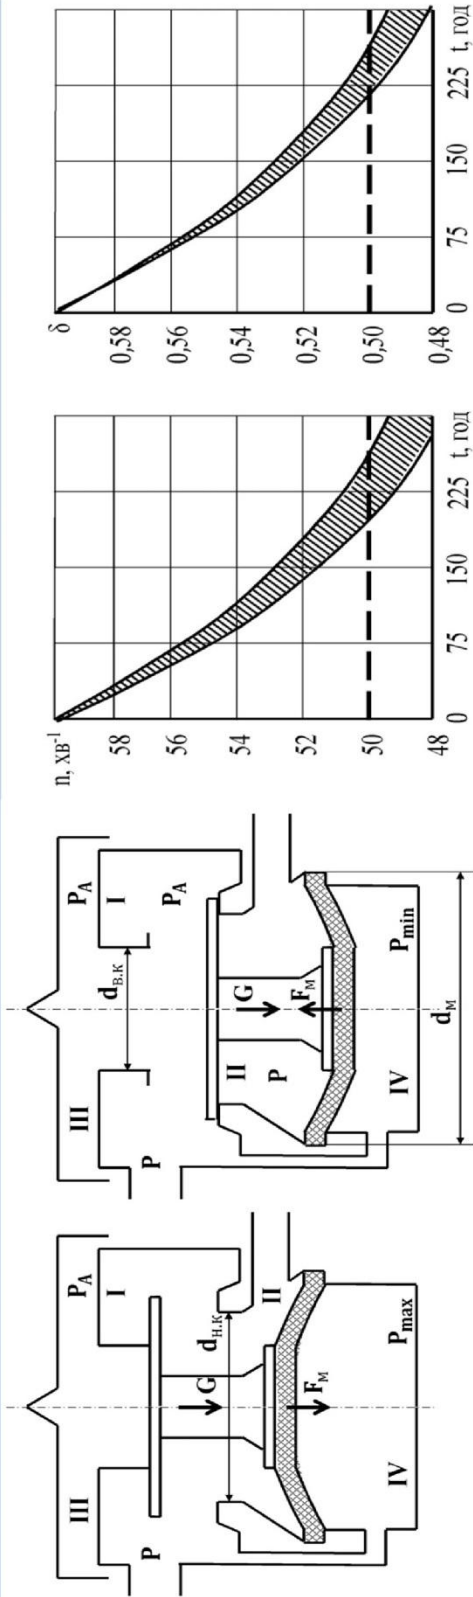 III
P_A
I
P
G
d_н.к
II
F_м
IV
P_max
III
d_в.к
P_A
I
P
P_A
II
G
P
F_м
IV
P_min
d_м
n, хв⁻¹
58
56
54
52
50
48
0 75 150 225 t, год
δ
0,58
0,56
0,54
0,52
0,50
0,48
0 75 150 225 t, год